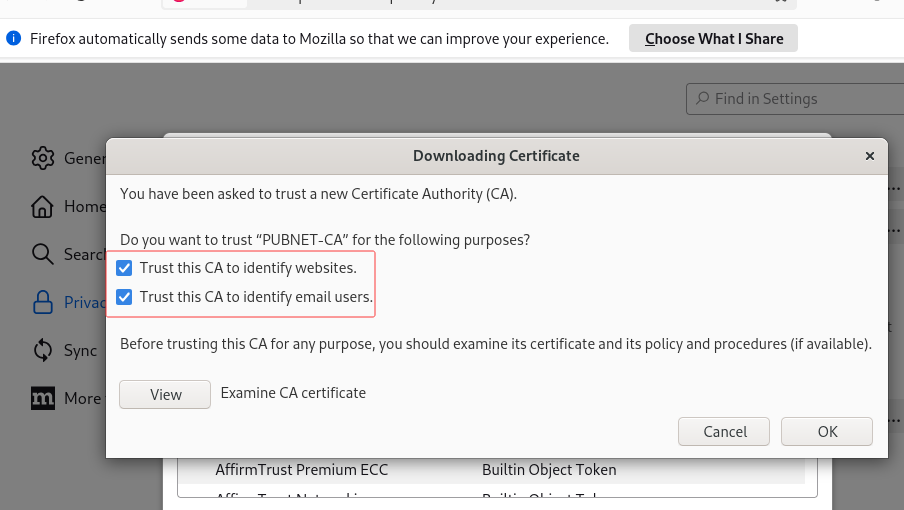 Firefox automatically sends some data to Mozilla so that we can improve your experience. Choose What I Share
Find in Settings
Gener
Home
Searc
Privac
Sync
More
Downloading Certificate
You have been asked to trust a new Certificate Authority (CA).
Do you want to trust “PUBNET-CA” for the following purposes?
Trust this CA to identify websites.
Trust this CA to identify email users.
Before trusting this CA for any purpose, you should examine its certificate and its policy and procedures (if available).
View Examine CA certificate
Cancel OK
AffirmTrust Premium ECC Builtin Object Token